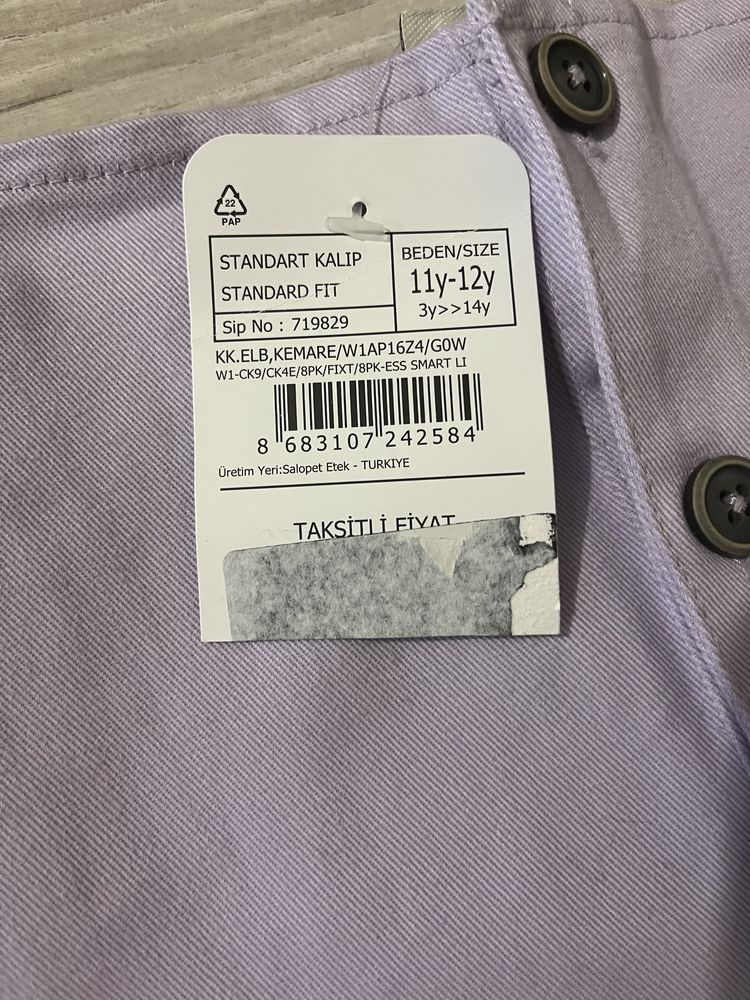 22
PAP
STANDART KALIP
STANDARD FIT
Sip No : 719829
BEDEN/SIZE
11y-12y
3y>>14y
KK.ELB,KEMARE/W1AP16Z4/G0W
W1-CK9/CK4E/8PK/FIXT/8PK-ESS SMART LI
8 683107 242584
Üretim Yeri:Salopet Etek - TURKIYE
TAKSİTLİ FİYAT